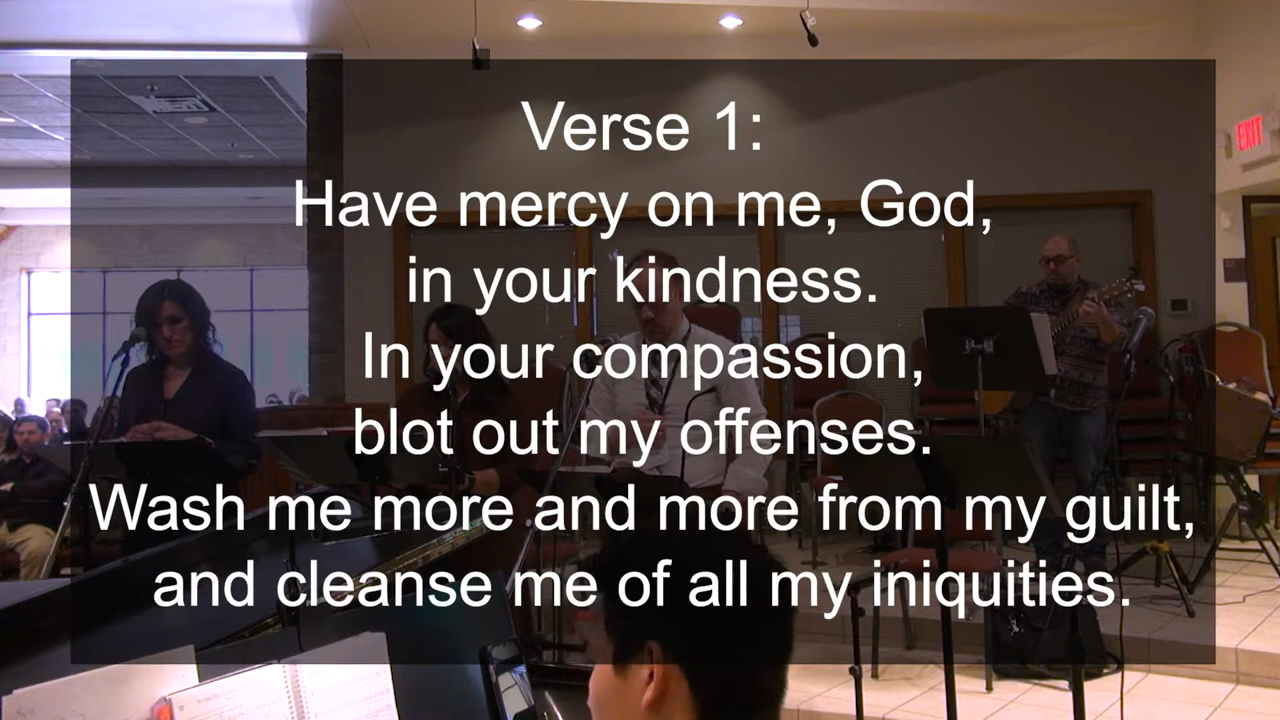 Verse 1:
Have mercy on me, God,
in your kindness.
In your compassion,
blot out my offenses.
Wash me more and more from my guilt,
and cleanse me of all my iniquities.
EXIT